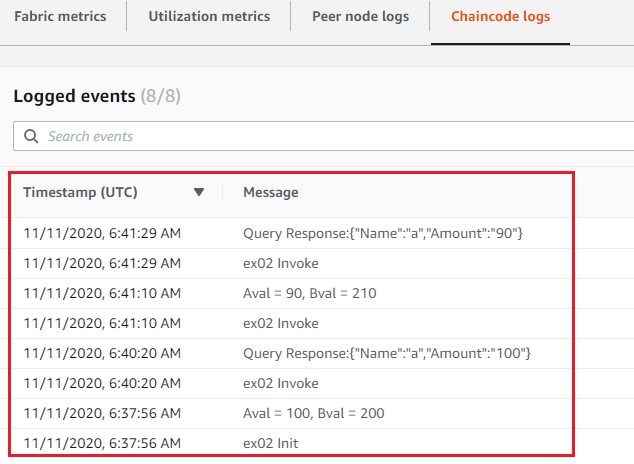 Fabric metrics Utilization metrics Peer node logs Chaincode logs
Logged events (8/8)
Search events
Timestamp (UTC) Message
11/11/2020, 6:41:29 AM Query Response:{"Name":"a","Amount":"90"}
11/11/2020, 6:41:29 AM ex02 Invoke
11/11/2020, 6:41:10 AM Aval = 90, Bval = 210
11/11/2020, 6:41:10 AM ex02 Invoke
11/11/2020, 6:40:20 AM Query Response:{"Name":"a","Amount":"100"}
11/11/2020, 6:40:20 AM ex02 Invoke
11/11/2020, 6:37:56 AM Aval = 100, Bval = 200
11/11/2020, 6:37:56 AM ex02 Init